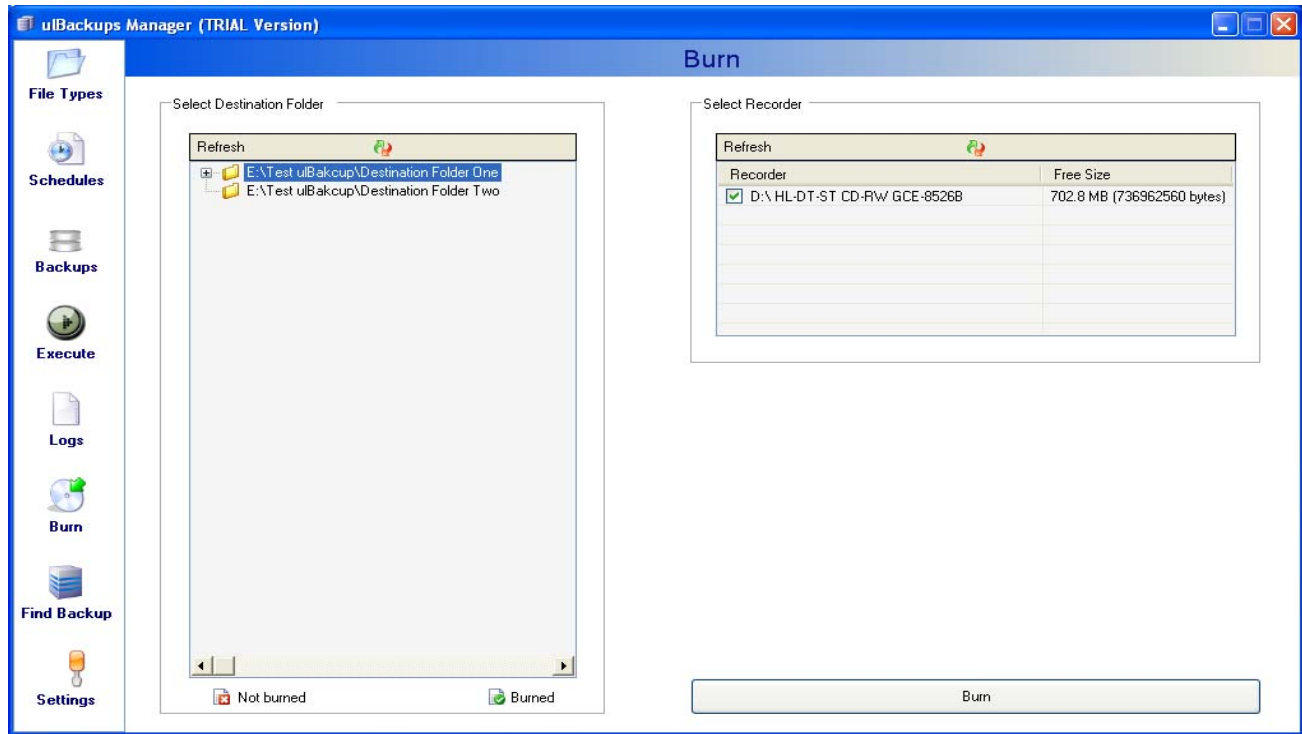 ulBackups Manager (TRIAL Version)
Burn
File Types
Schedules
Backups
Execute
Logs
Burn
Find Backup
Settings
Select Destination Folder
Refresh
E:\Test ulBakcup\Destination Folder One
E:\Test ulBakcup\Destination Folder Two
Not burned Burned
Select Recorder
Refresh
Recorder Free Size
D:\ HL-DT-ST CD-RW GCE-8526B 702.8 MB (736962560 bytes)
Burn